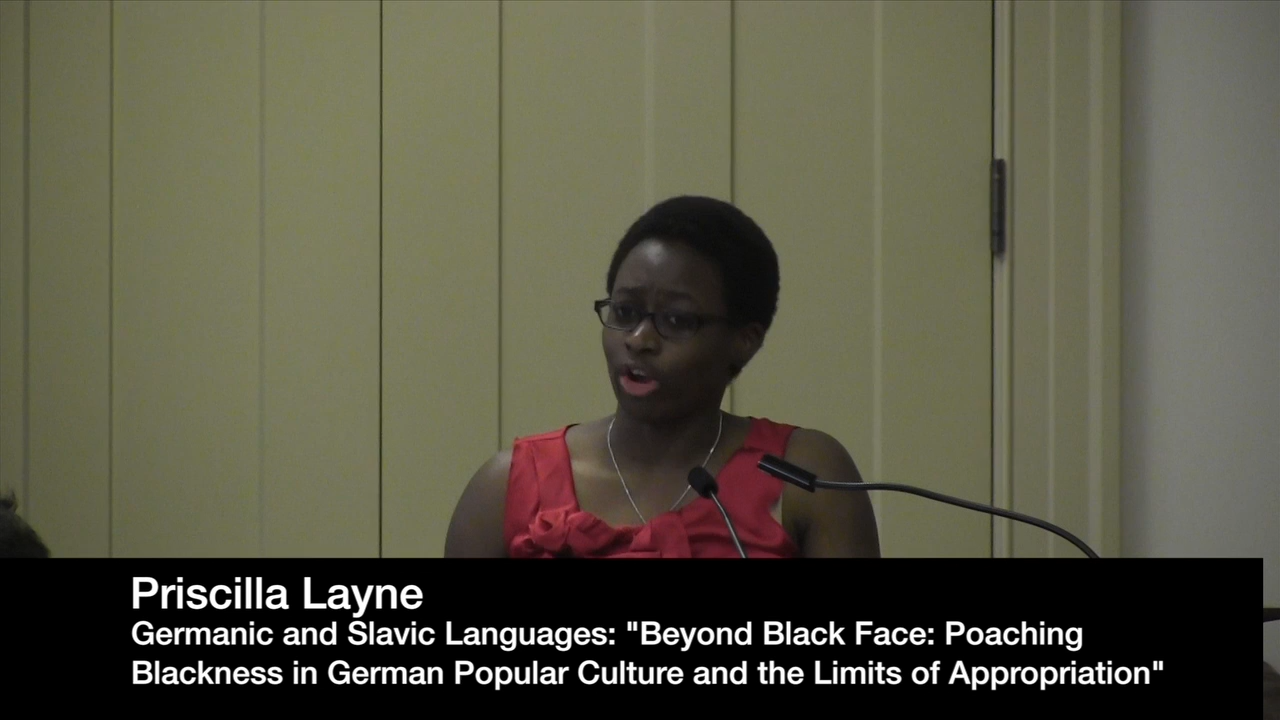 Priscilla Layne
Germanic and Slavic Languages: "Beyond Black Face: Poaching
Blackness in German Popular Culture and the Limits of Appropriation"